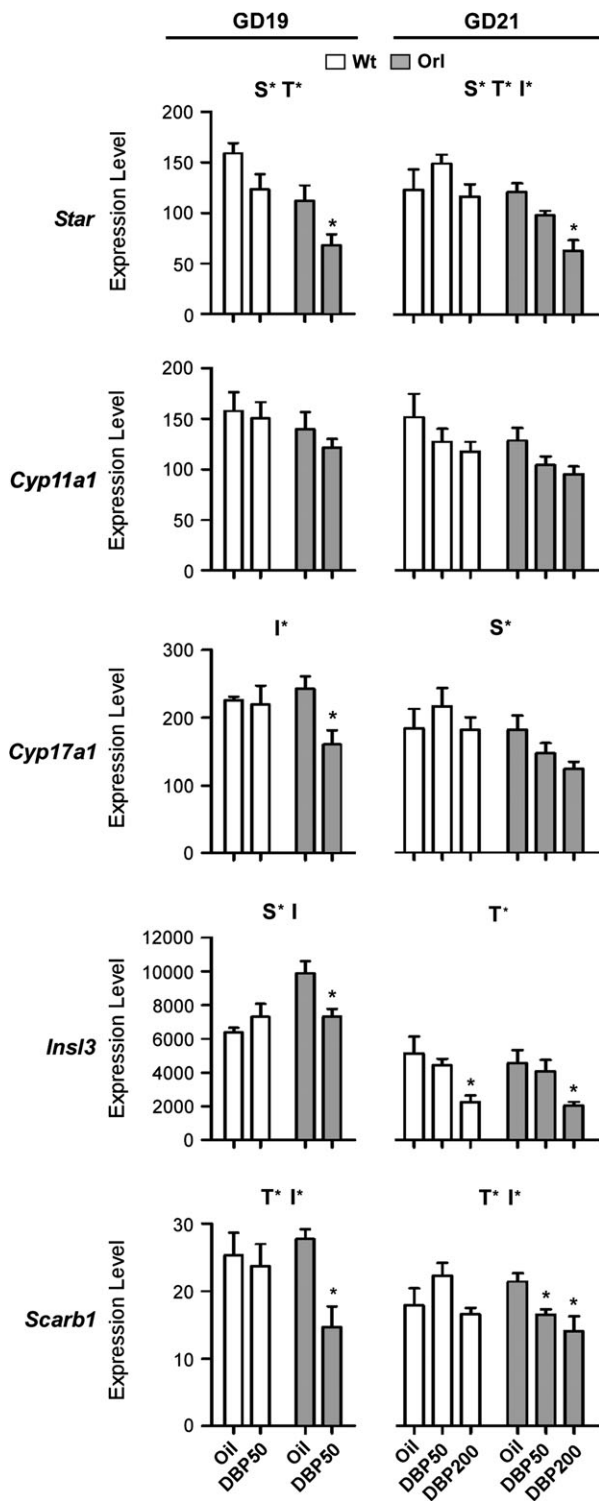 GD19 GD21
Wt Orl
S* T* S* T* I*
Star
Expression Level
200
150
100
50
0
*
*
Cyp11a1
Expression Level
200
150
100
50
0
I* S*
Cyp17a1
Expression Level
300
200
100
0
*
S* I T*
Insl3
Expression Level
12000
10000
8000
6000
4000
2000
0
*
* *
T* I* T* I*
Scarb1
Expression Level
30
20
10
0
*
* *
Oil DBP50 Oil DBP50 Oil DBP50 DBP200 Oil DBP50 DBP200